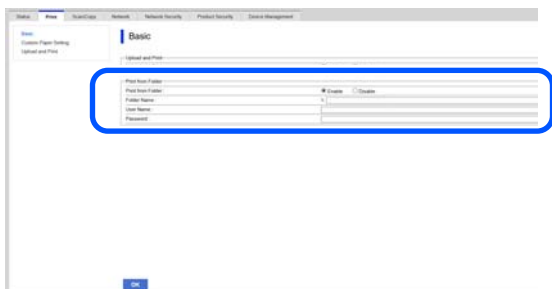 Status Print Scan/Copy Network Network Security Product Security Device Management
Basic
Custom Paper Setting
Upload and Print
Basic
Upload and Print
Print from Folder
Print from Folder : Enable Disable
Folder Name : \\
User Name :
Password :
OK